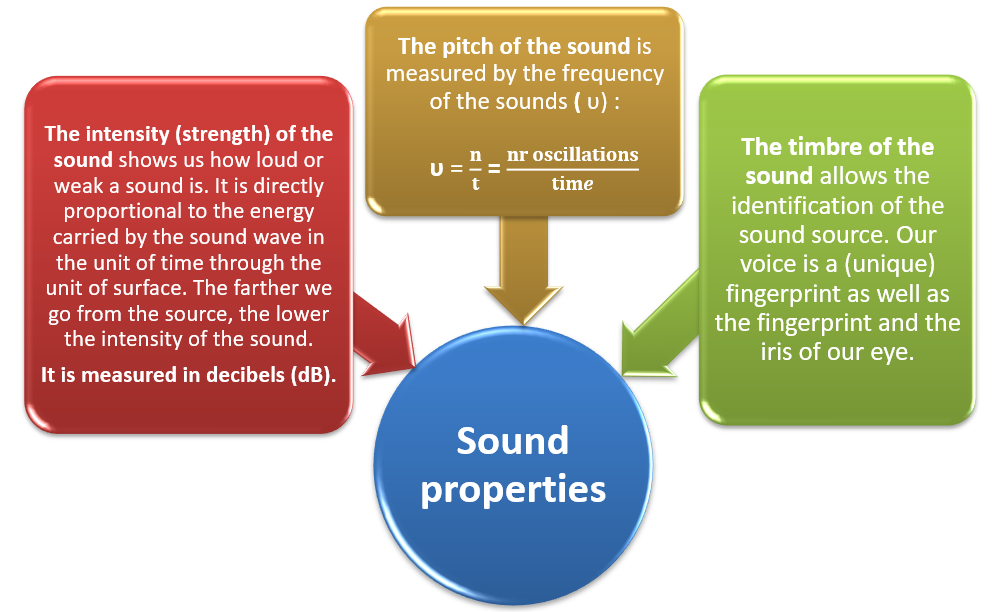 The intensity (strength) of the
sound shows us how loud or
weak a sound is. It is directly
proportional to the energy
carried by the sound wave in
the unit of time through the
unit of surface. The farther we
go from the source, the lower
the intensity of the sound.
It is measured in decibels (dB).
The pitch of the sound is
measured by the frequency
of the sounds ( υ) :
υ = n/t = nr oscillations/time
The timbre of the
sound allows the
identification of the
sound source. Our
voice is a (unique)
fingerprint as well as
the fingerprint and the
iris of our eye.
Sound
properties